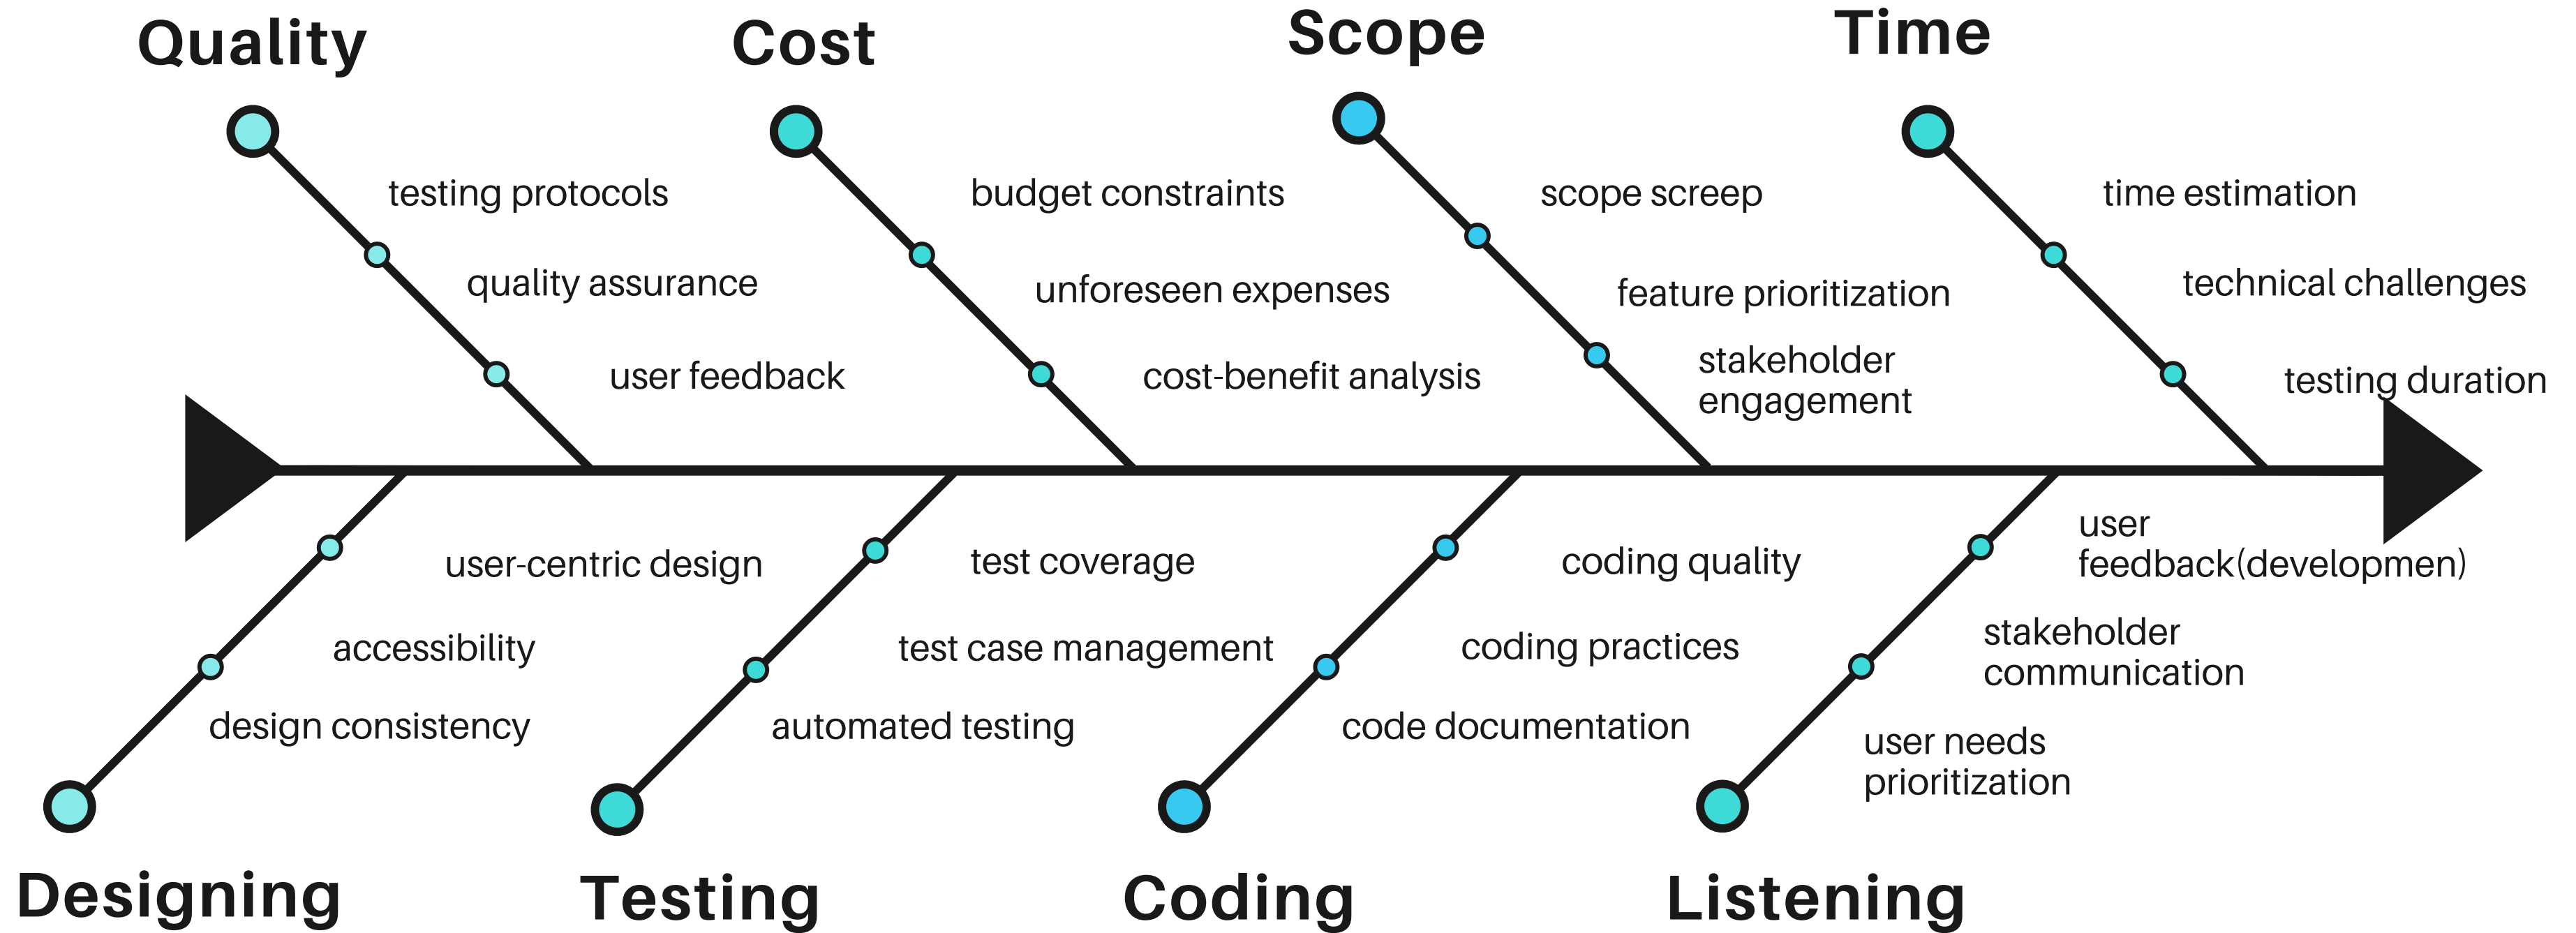 Quality
testing protocols
quality assurance
user feedback
Cost
budget constraints
unforeseen expenses
cost-benefit analysis
Scope
scope screep
feature prioritization
stakeholder
engagement
Time
time estimation
technical challenges
testing duration
user-centric design
accessibility
design consistency
Designing
test coverage
test case management
automated testing
Testing
coding quality
coding practices
code documentation
Coding
user
feedback(developmen)
stakeholder
communication
user needs
prioritization
Listening